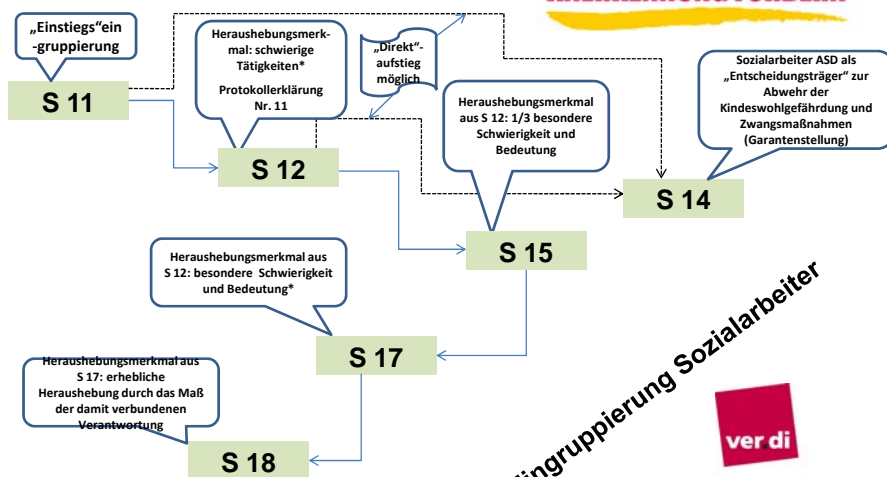 „Einstiegs“ein
-gruppierung
S 11
Heraushebungsmerk-
mal: schwierige
Tätigkeiten*
Protokollerklärung
Nr. 11
„Direkt“-
aufstieg
möglich
Heraushebungsmerkmal
aus S 12: 1/3 besondere
Schwierigkeit und
Bedeutung
Sozialarbeiter ASD als
„Entscheidungsträger“ zur
Abwehr der
Kindeswohlgefährdung und
Zwangsmaßnahmen
(Garantenstellung)
S 12
S 14
S 15
Heraushebungsmerkmal aus
S 12: besondere Schwierigkeit
und Bedeutung*
S 17
Heraushebungsmerkmal aus
S 17: erhebliche
Heraushebung durch das Maß
der damit verbundenen
Verantwortung
S 18
ingruppierung Sozialarbeiter
ver.di